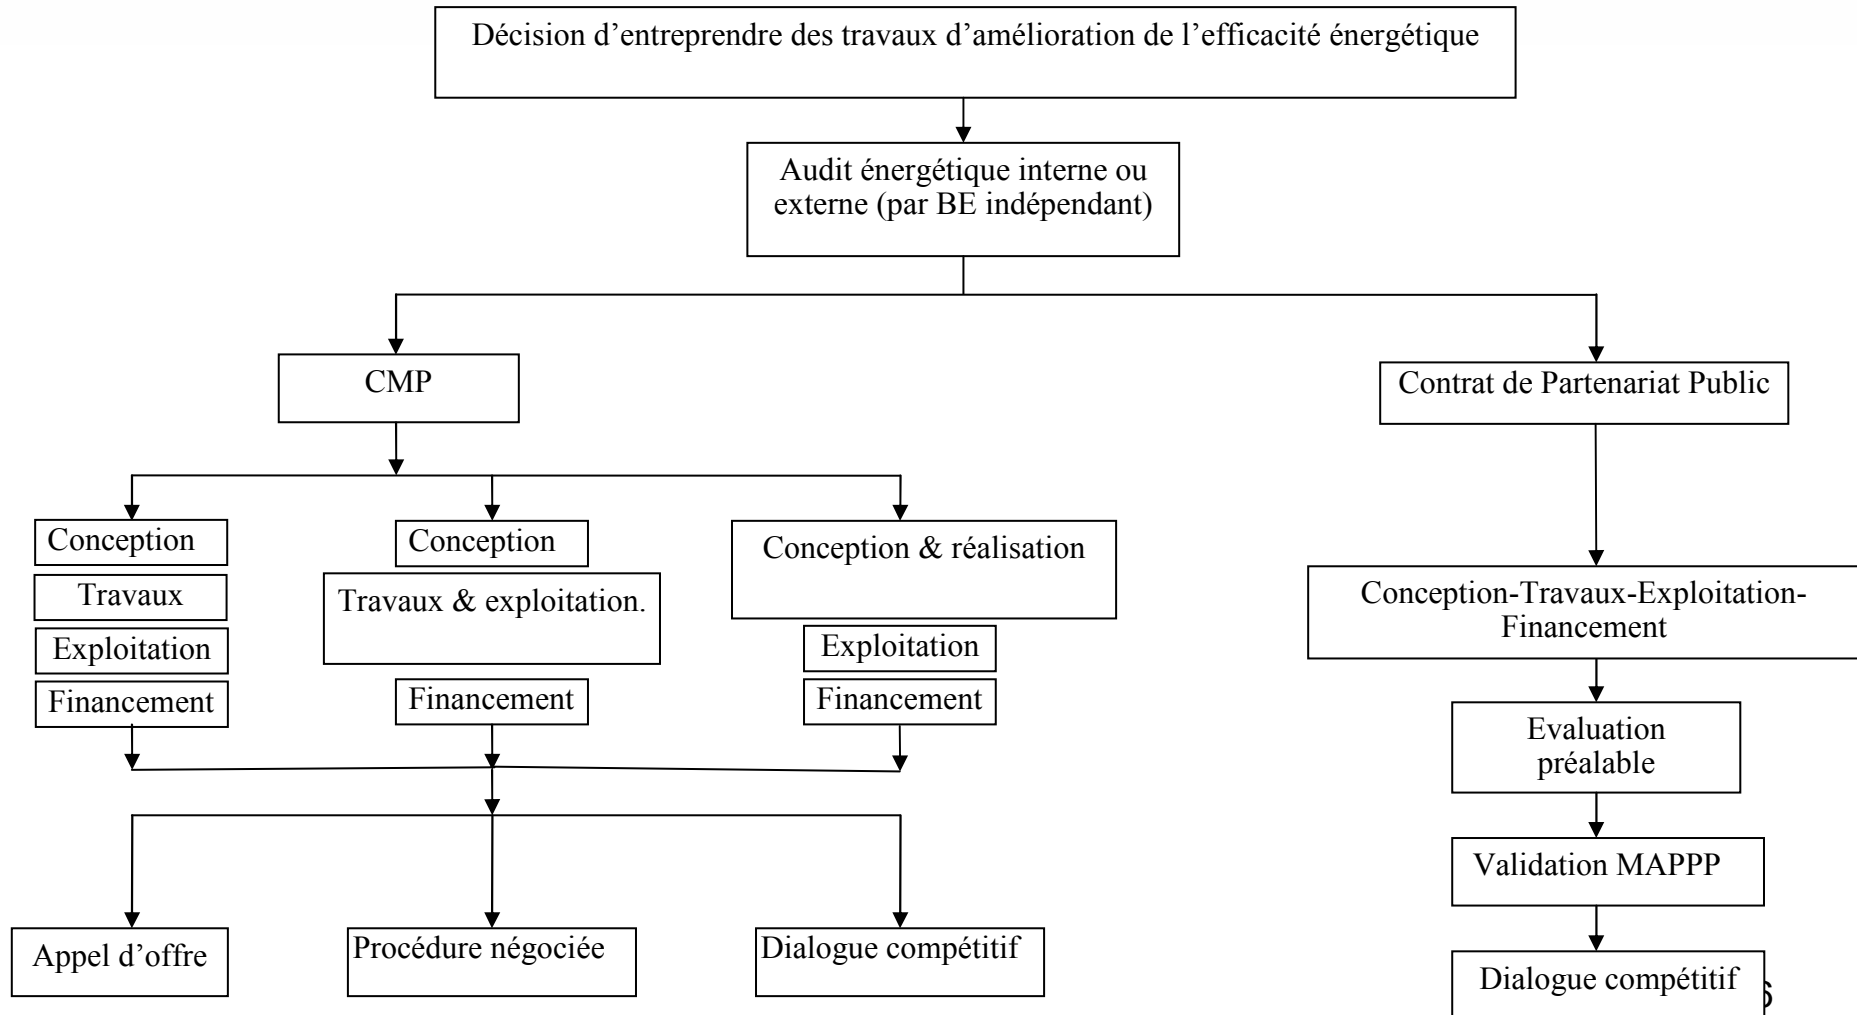 Décision d’entreprendre des travaux d’amélioration de l’efficacité énergétique
Audit énergétique interne ou
externe (par BE indépendant)
CMP
Contrat de Partenariat Public
Conception
Travaux
Exploitation
Financement
Conception
Travaux & exploitation.
Financement
Conception & réalisation
Exploitation
Financement
Conception-Travaux-Exploitation-
Financement
Evaluation
préalable
Validation MAPPP
Dialogue compétitif
Appel d’offre
Procédure négociée
Dialogue compétitif